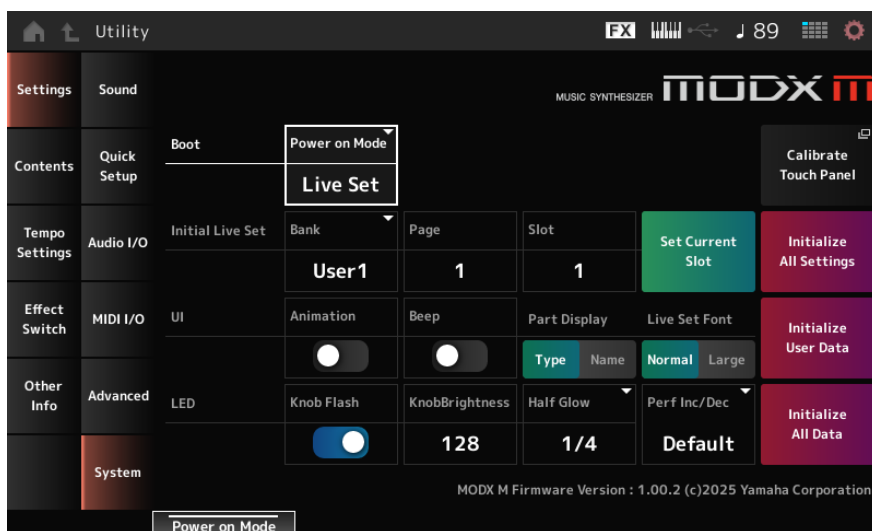 Utility
FX
89
Settings
Sound
MUSIC SYNTHESIZER MODX M
Boot
Power on Mode
Live Set
Calibrate
Touch Panel
Contents
Quick
Setup
Tempo
Settings
Audio I/O
Initial Live Set
Bank
User1
Page
1
Slot
1
Set Current
Slot
Initialize
All Settings
Effect
Switch
MIDI I/O
UI
Animation
Beep
Part Display
Type Name
Live Set Font
Normal Large
Initialize
User Data
Other
Info
Advanced
LED
Knob Flash
KnobBrightness
128
Half Glow
1/4
Perf Inc/Dec
Default
Initialize
All Data
System
MODX M Firmware Version : 1.00.2 (c)2025 Yamaha Corporation
Power on Mode